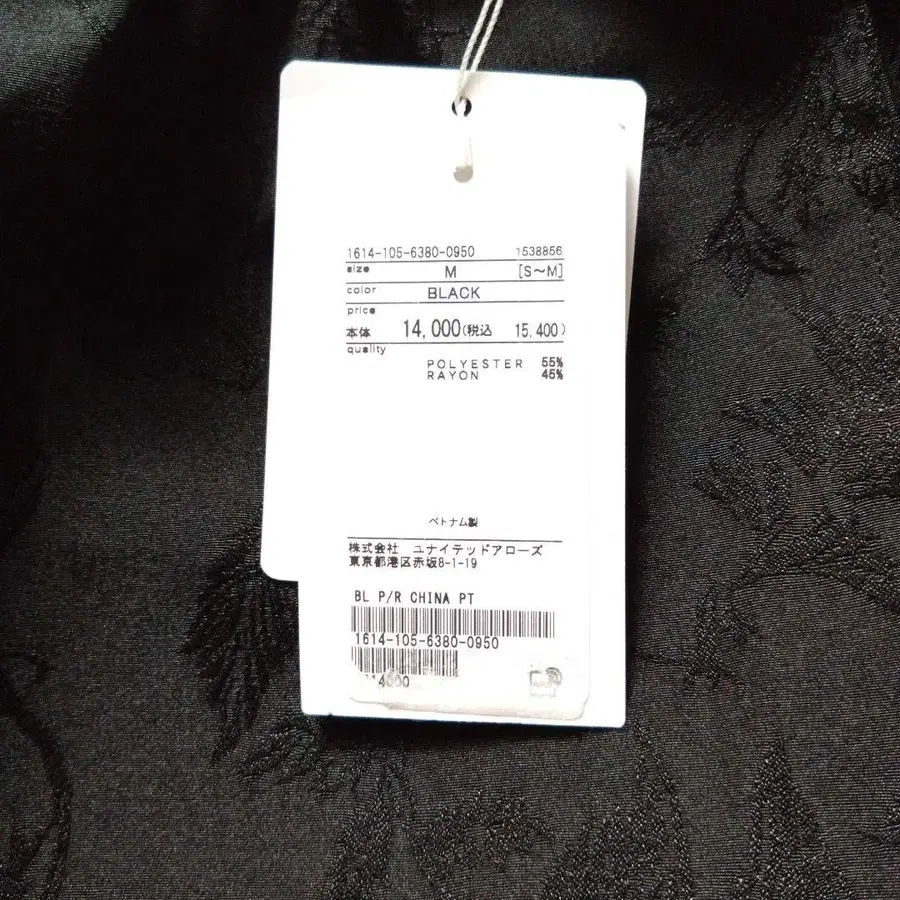 1614-105-6380-0950 1538856
size M [S～M]
color BLACK
price
本体 14,000(税込 15,400)
quality
POLYESTER 55%
RAYON 45%
ベトナム製
株式会社 ユナイテッドアローズ
東京都港区赤坂8-1-19
BL P/R CHINA PT
1614-105-6380-0950
14000